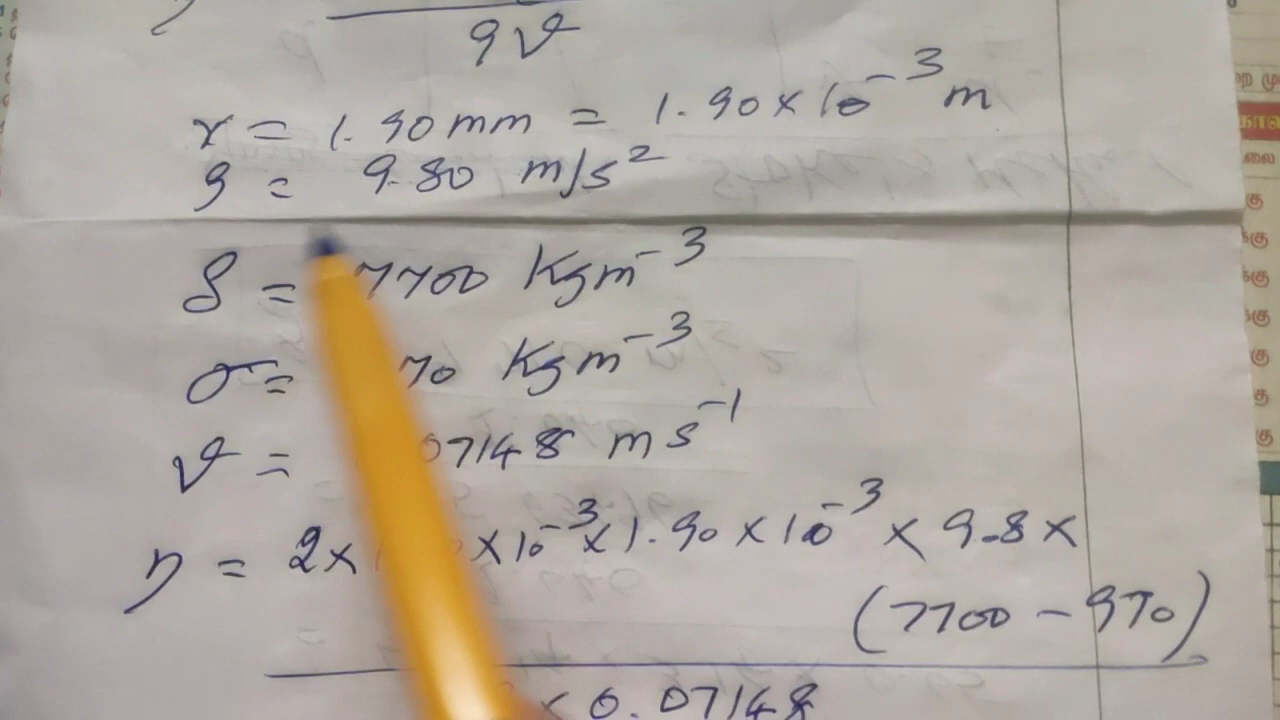 9ϑ
r = 1.90 mm = 1.90 × 10⁻³ m
g = 9.80 m/s²
δ = 7700 Kgm⁻³
σ = 70 Kgm⁻³
ϑ = 07148 ms⁻¹
η = 2 × × 10⁻³ × 1.90 × 10⁻³ × 9.8 ×
(7700 - 970)
× 0.07148